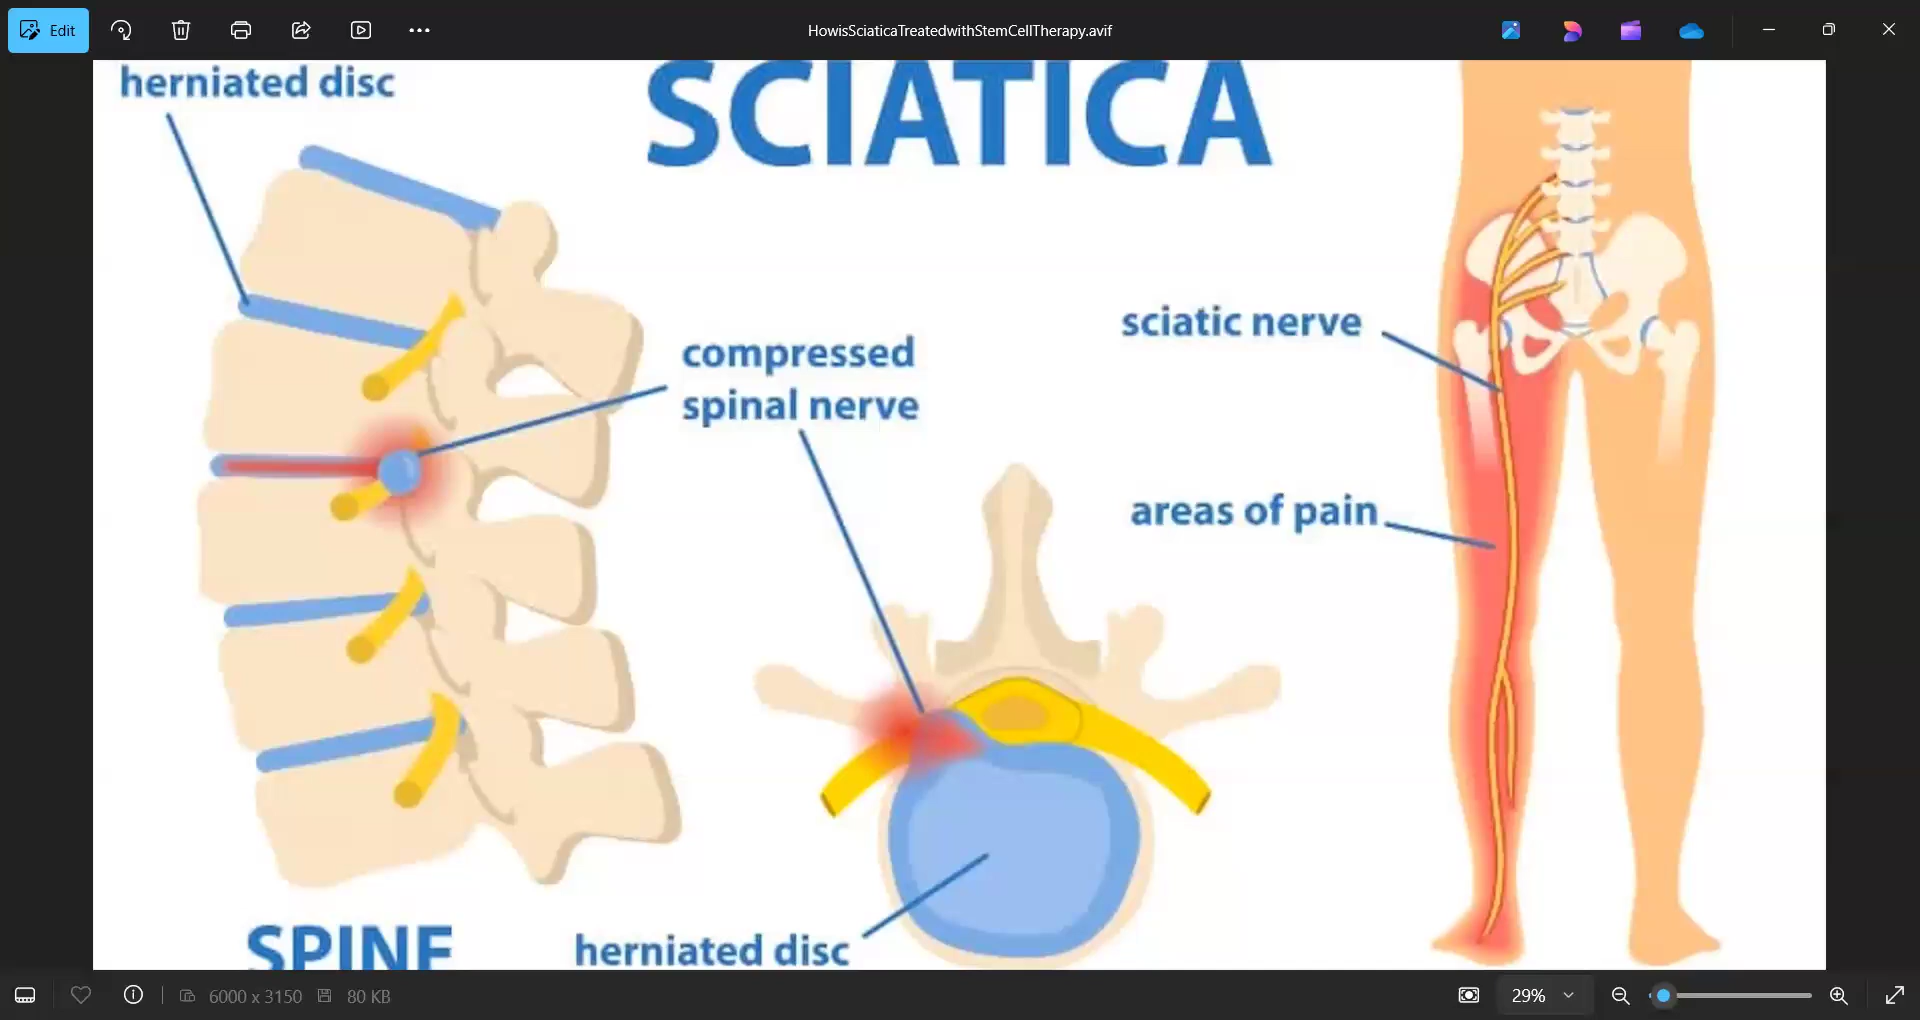 Edit
HowisSciaticaTreatedwithStemCellTherapy.avif
herniated disc
SCIATICA
compressed
spinal nerve
sciatic nerve
areas of pain
SPINE
herniated disc
6000 x 3150
80 KB
29%